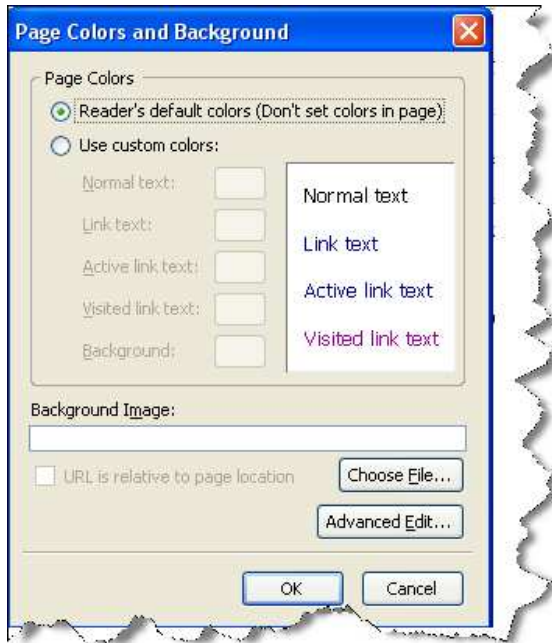 Page Colors and Background
Page Colors
Reader's default colors (Don't set colors in page)
Use custom colors:
Normal text:
Link text:
Active link text:
Visited link text:
Background:
Normal text
Link text
Active link text
Visited link text
Background Image:
URL is relative to page location
Choose File...
Advanced Edit...
OK
Cancel